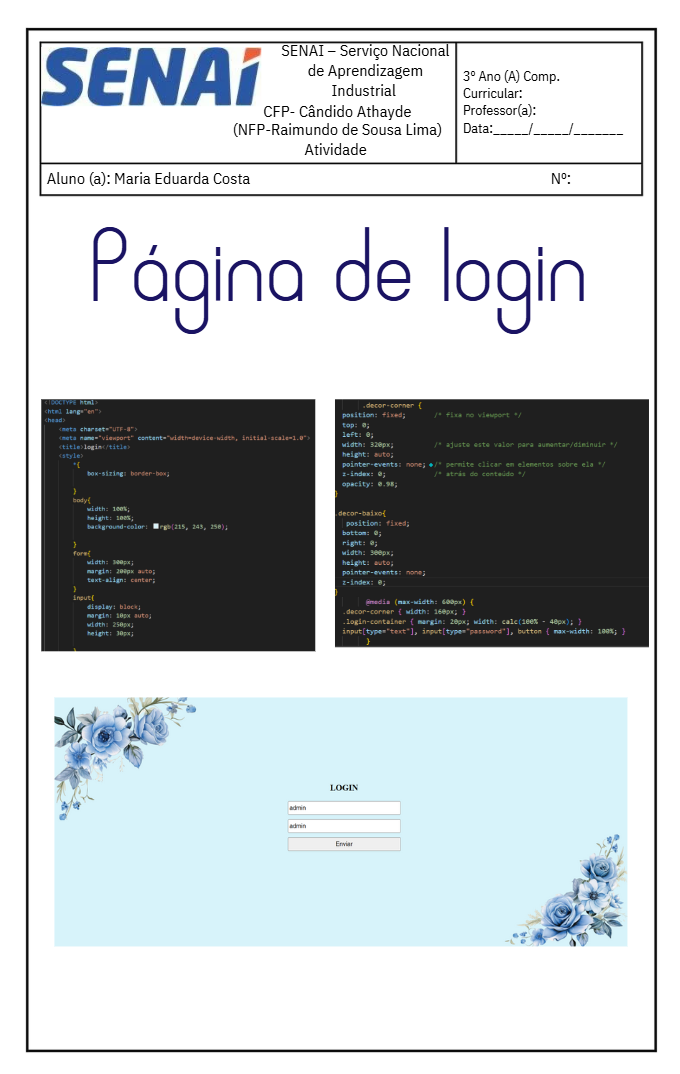 SENAI
SENAI – Serviço Nacional
de Aprendizagem
Industrial
CFP- Cândido Athayde
(NFP-Raimundo de Sousa Lima)
Atividade
3º Ano (A) Comp.
Curricular:
Professor(a):
Data:_____/_____/_______
Aluno (a): Maria Eduarda Costa Nº:
Página de login
<!DOCTYPE html>
<html lang="en">
<head>
<meta charset="UTF-8">
<meta name="viewport" content="width=device-width, initial-scale=1.0">
<title>login</title>
<style>
*{
box-sizing: border-box;
}
body{
width: 100%;
height: 100%;
background-color: rgb(215, 243, 250);
}
form{
width: 300px;
margin: 200px auto;
text-align: centar;
}
input{
display: block;
margin: 10px auto;
width: 250px;
height: 30px;
}
.decor-corner {
position: fixed; /* fixa no viewport */
top: 0;
left: 0;
width: 320px; /* ajuste este valor para aumentar/diminuir */
height: auto;
pointer-events: none; /* permite clicar em elementos sobre ela */
z-index: 0; /* atrás do conteúdo */
opacity: 0.98;
}
.decor-baixo{
position: fixed;
bottom: 0;
right: 0;
width: 300px;
height: auto;
pointer-events: none;
z-index: 0;
}
@media (max-width: 600px) {
.decor-corner { width: 160px; }
.login-container { margin: 20px; width: calc(100% - 40px); }
input[type="text"], input[type="password"], button { max-width: 100%; }
}
LOGIN
admin
admin
Enviar